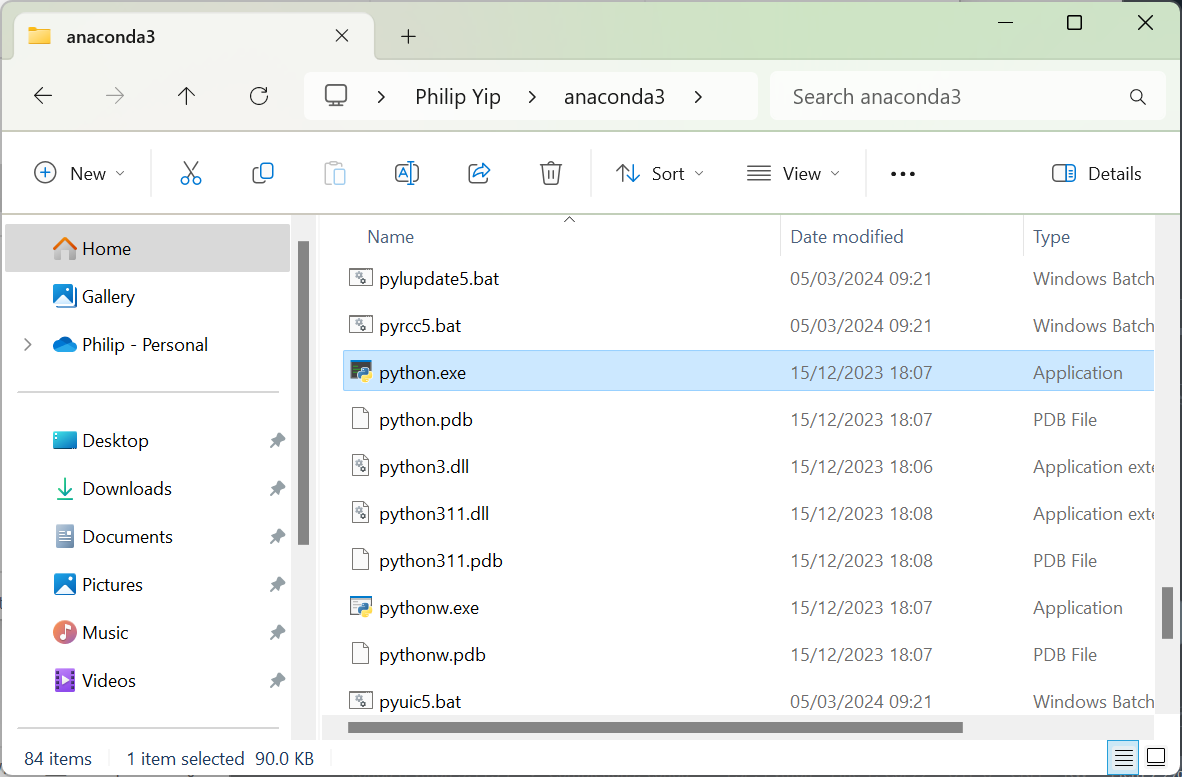 anaconda3
Philip Yip anaconda3
Search anaconda3
New Sort View Details
Home
Gallery
Philip - Personal
Desktop
Downloads
Documents
Pictures
Music
Videos
Name Date modified Type
pylupdate5.bat 05/03/2024 09:21 Windows Batch
pyrcc5.bat 05/03/2024 09:21 Windows Batch
python.exe 15/12/2023 18:07 Application
python.pdb 15/12/2023 18:07 PDB File
python3.dll 15/12/2023 18:06 Application exte
python311.dll 15/12/2023 18:08 Application exte
python311.pdb 15/12/2023 18:08 PDB File
pythonw.exe 15/12/2023 18:07 Application
pythonw.pdb 15/12/2023 18:07 PDB File
pyuic5.bat 05/03/2024 09:21 Windows Batch
84 items 1 item selected 90.0 KB